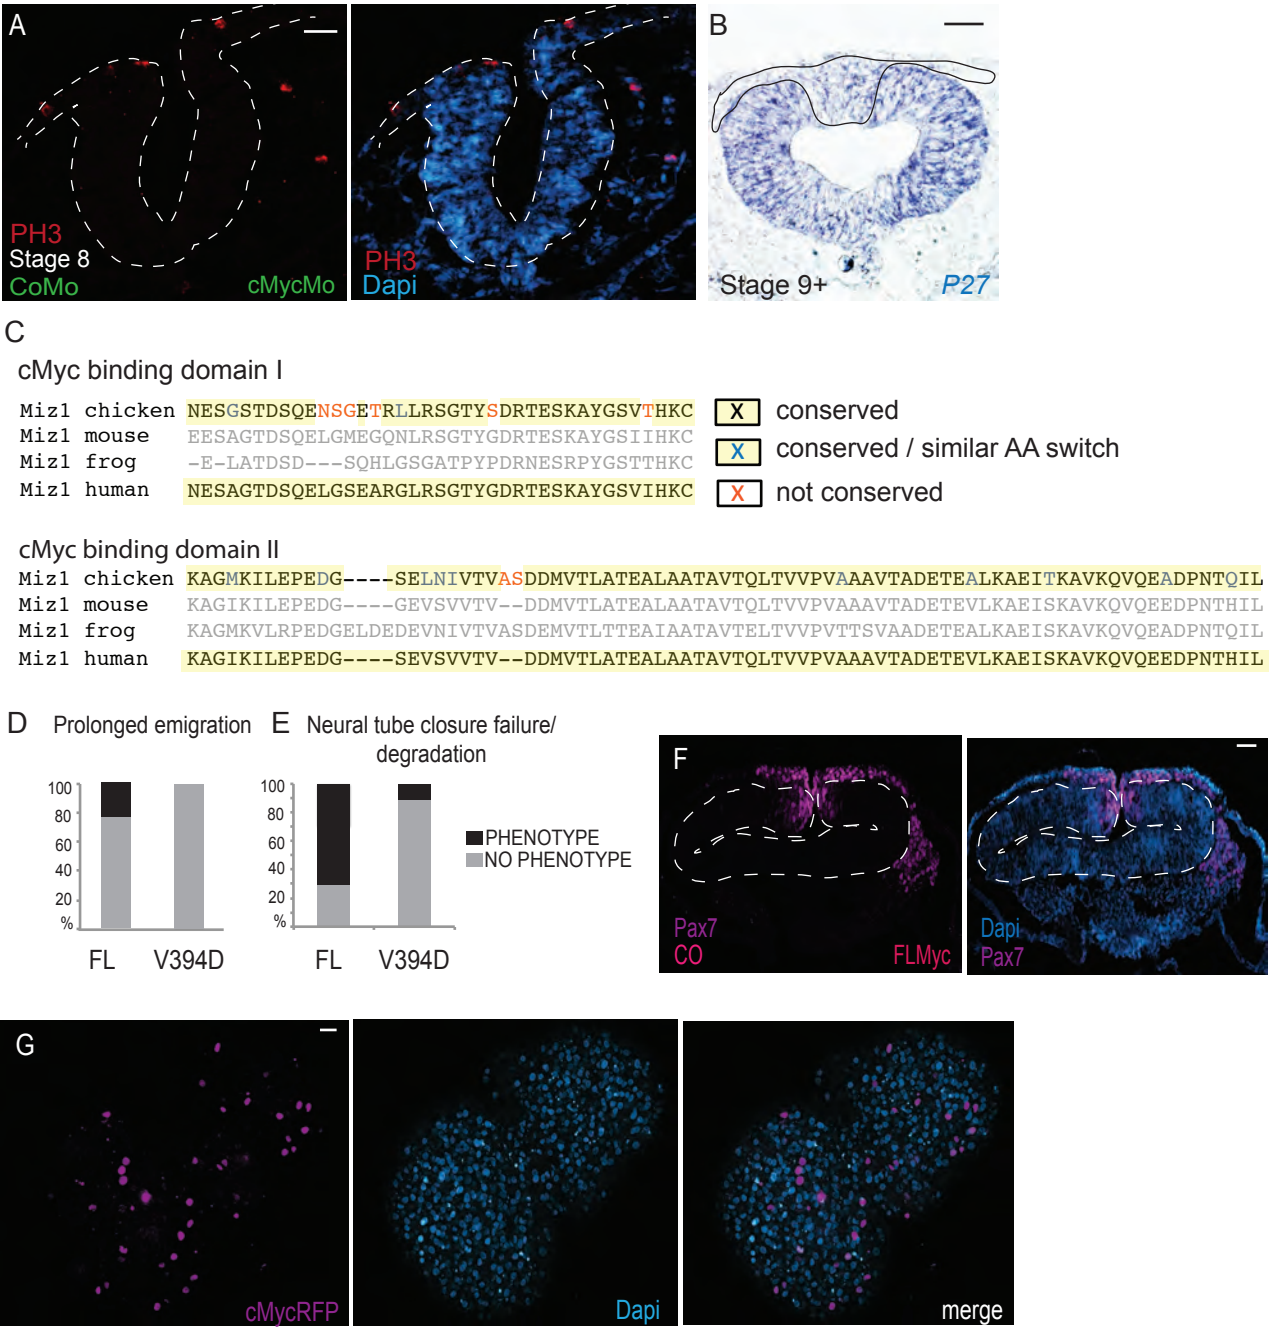 A
PH3
Stage 8
CoMo
cMycMo
PH3
Dapi
B
Stage 9+
P27
C
cMyc binding domain I
Miz1 chicken NESGSTDSQENSGETRLLRSGTYSDRTESKAYGSVTHKC
Miz1 mouse EESAGTDSQELGMEGQNLRSGTYGDRTESKAYGSIIHKC
Miz1 frog -E-LATDSD---SQHLGSGATPYPDRNESRPYGSTTHKC
Miz1 human NESAGTDSQELGSEARGLRSGTYGDRTESKAYGSVIHKC
X conserved
X conserved / similar AA switch
X not conserved
cMyc binding domain II
Miz1 chicken KAGMKILEPEDG----SELNIVTVASDDMVTLATEALAATAVTQLTVVPVAAAVTADETEALKAEITKAVKQVQEADPNTQIL
Miz1 mouse KAGIKILEPEDG----GEVSVVTV--DDMVTLATEALAATAVTQLTVVPVAAAVTADETEVLKAEISKAVKQVQEEDPNTHIL
Miz1 frog KAGMKVLRPEDGELDEDEVNIVTVASDEMVTLTTEAIAATAVTELTVVPVTTSVAADETEALKAEISKAVKQVQEADPNTQIL
Miz1 human KAGIKILEPEDG----SEVSVVTV--DDMVTLATEALAATAVTQLTVVPVAAAVTADETEVLKAEISKAVKQVQEEDPNTHIL
D Prolonged emigration
100
80
60
40
20
%
FL V394D
E Neural tube closure failure/
degradation
100
80
60
40
20
%
FL V394D
PHENOTYPE
NO PHENOTYPE
F
Pax7
CO
FLMyc
Dapi
Pax7
G
cMycRFP
Dapi
merge